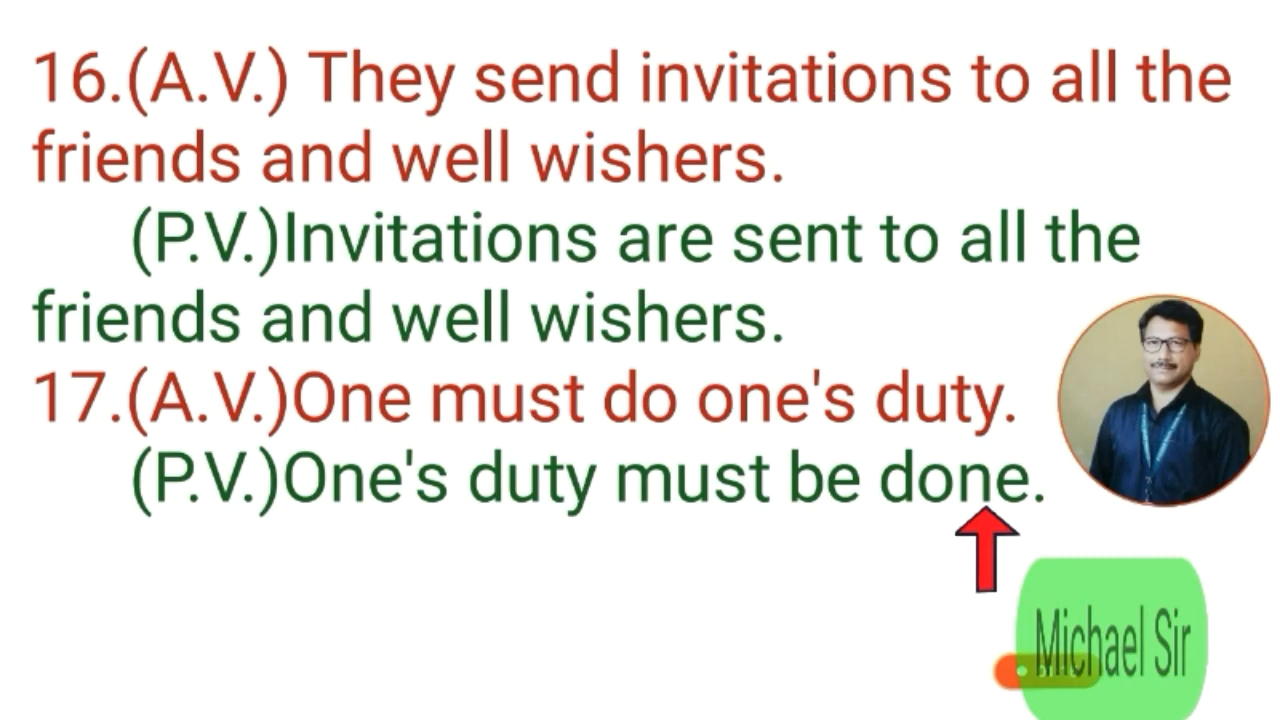 16.(A.V.) They send invitations to all the
friends and well wishers.
(P.V.)Invitations are sent to all the
friends and well wishers.
17.(A.V.)One must do one's duty.
(P.V.)One's duty must be done.
Michael Sir